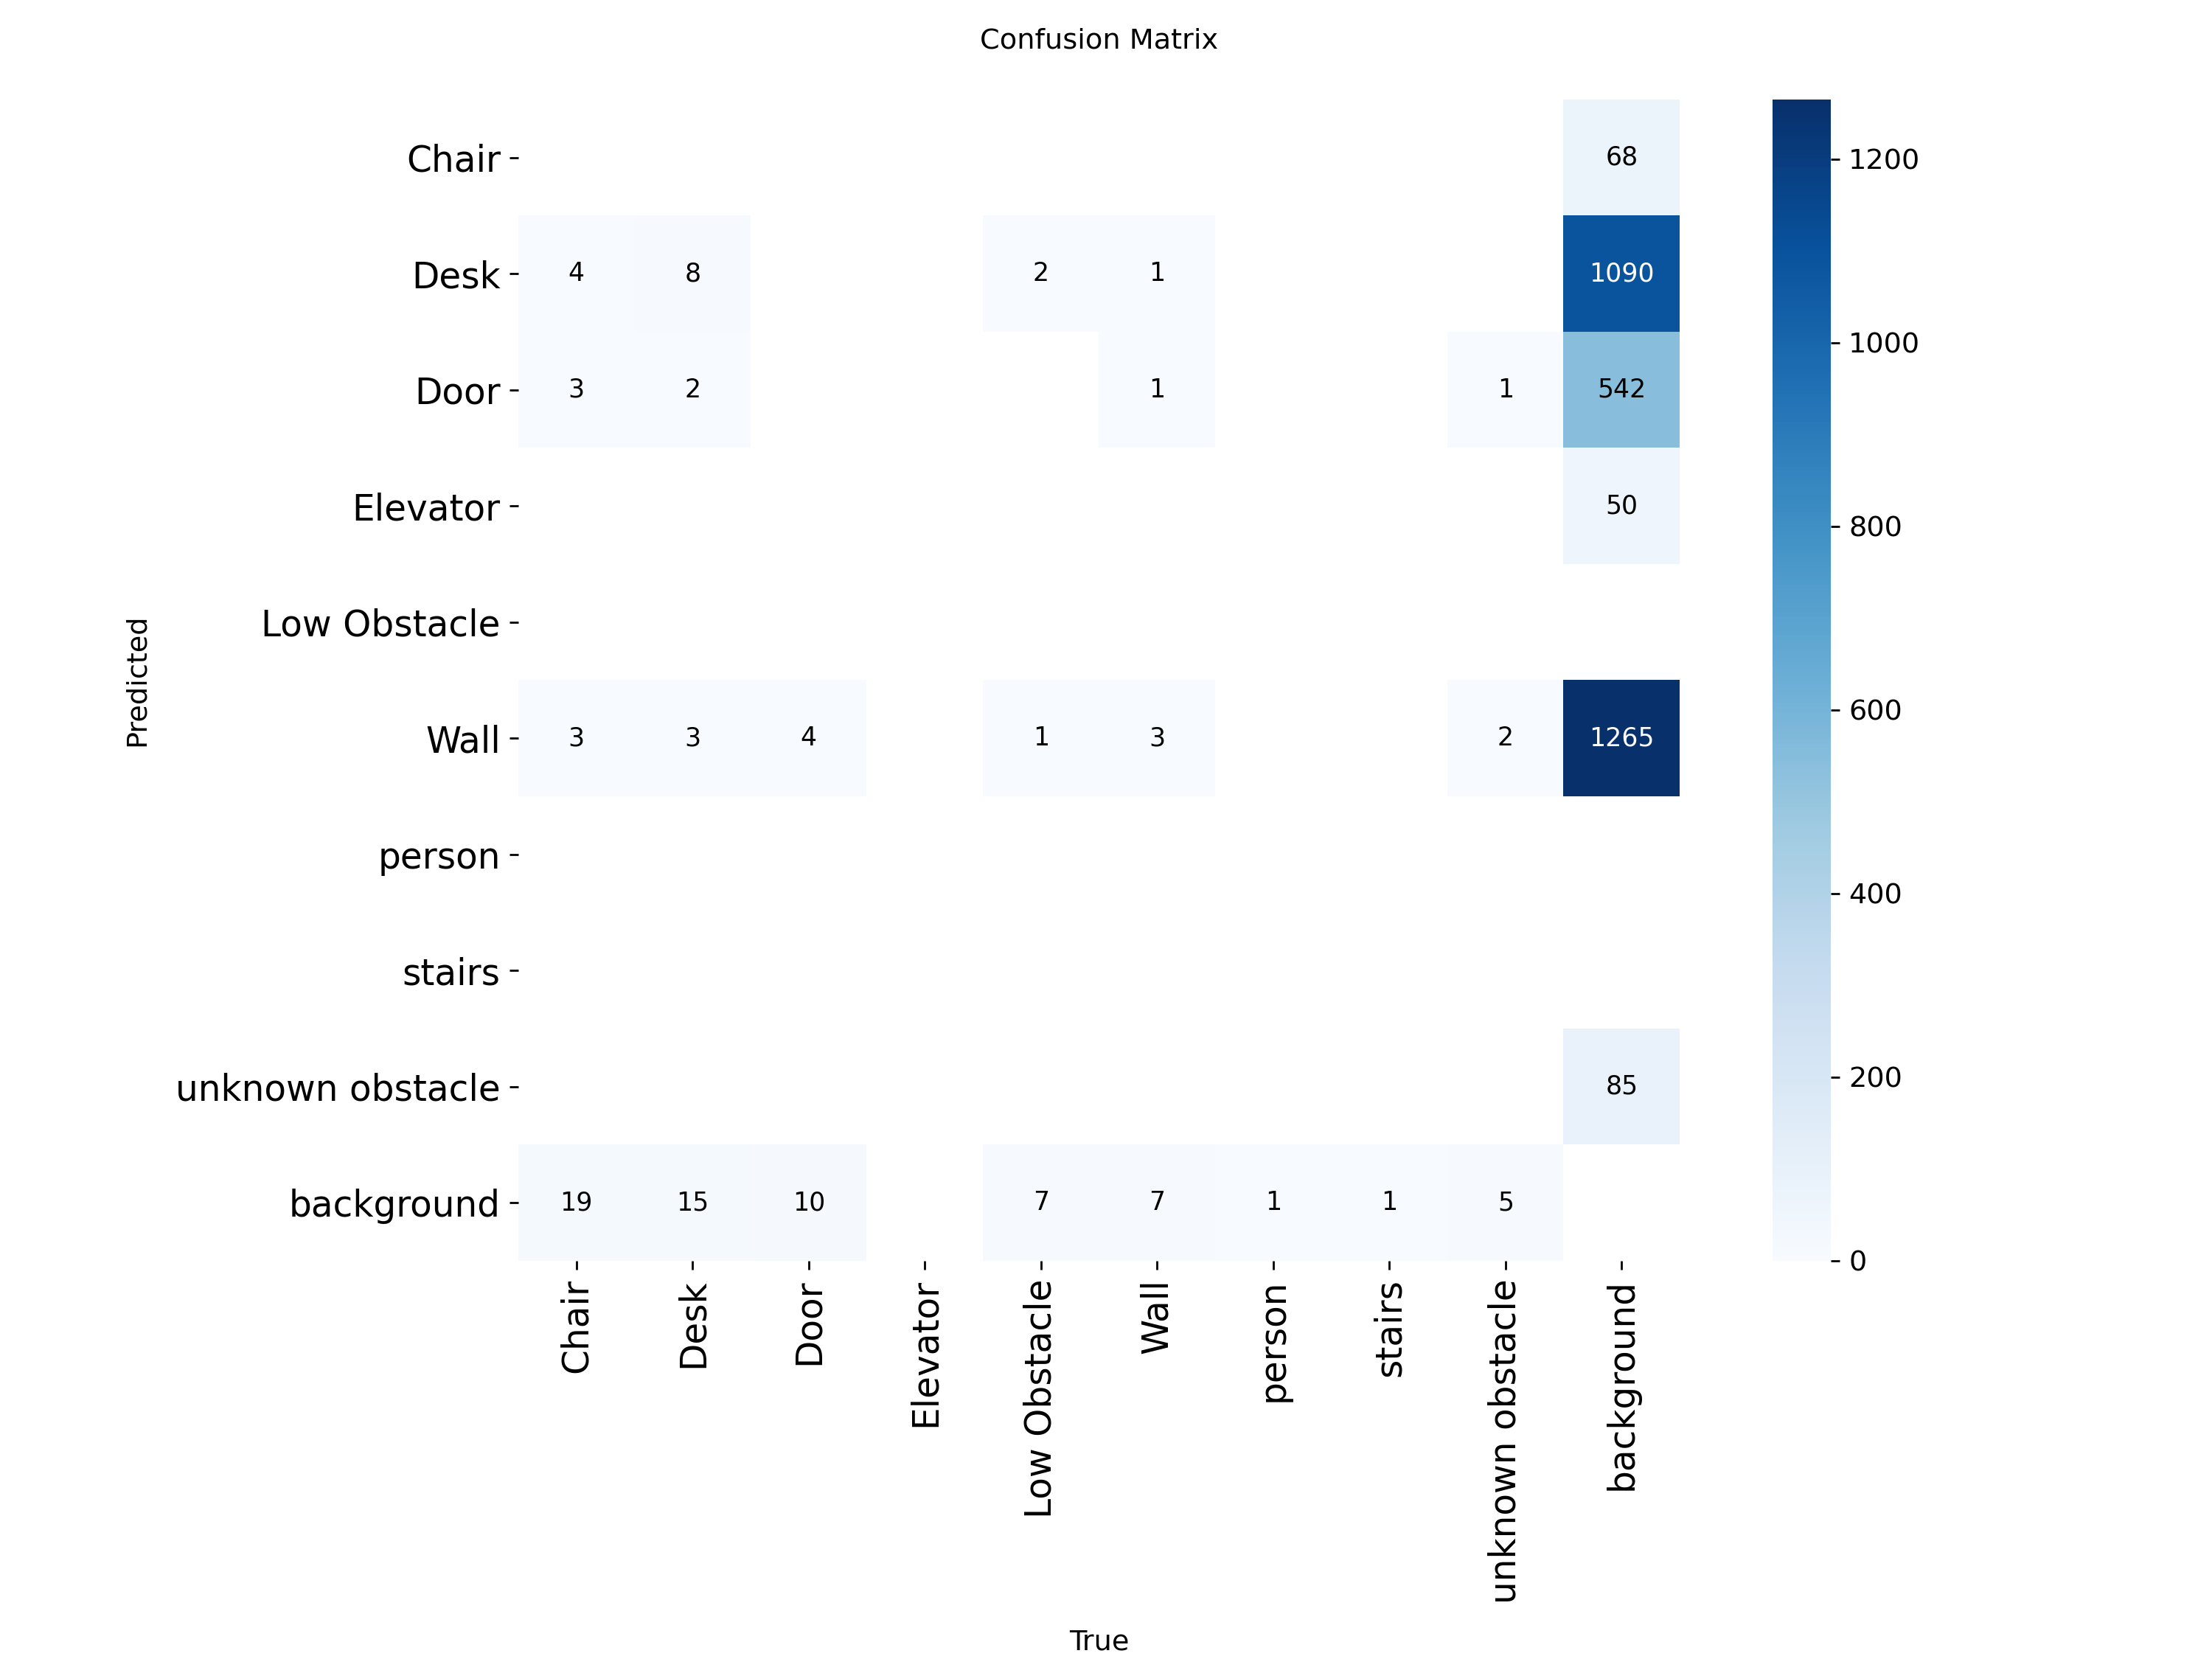 Confusion Matrix
Chair 68
Desk 4 8 2 1 1090
Door 3 2 1 1 542
Elevator 50
Low Obstacle
Wall 3 3 4 1 3 2 1265
person
stairs
unknown obstacle 85
background 19 15 10 7 7 1 1 5
Predicted
Chair
Desk
Door
Elevator
Low Obstacle
Wall
person
stairs
unknown obstacle
background
True
1200
1000
800
600
400
200
0